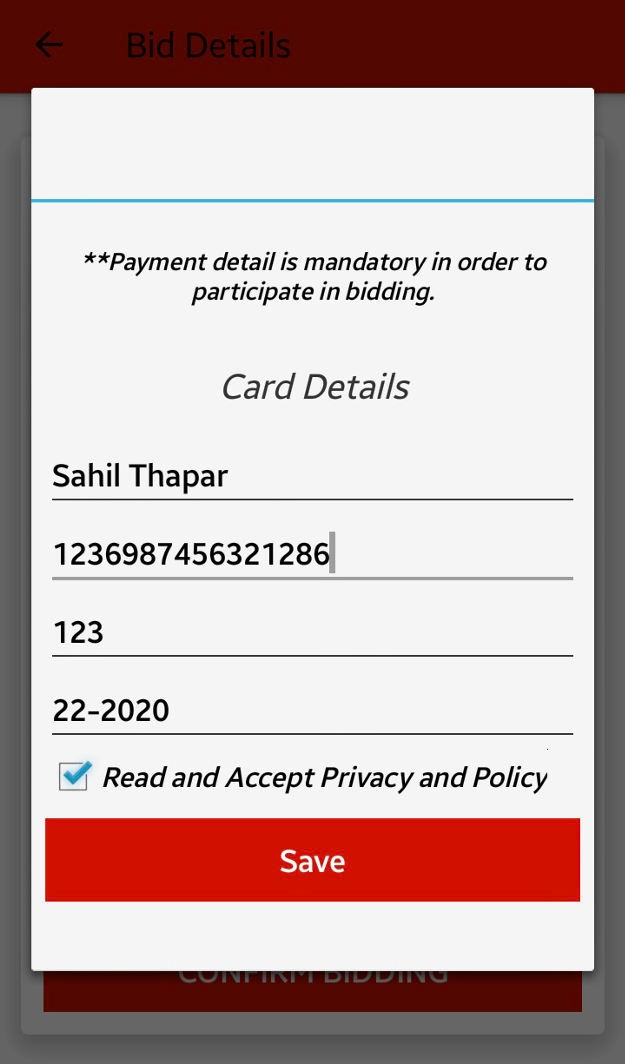 Bid Details
**Payment detail is mandatory in order to
participate in bidding.
Card Details
Sahil Thapar
1236987456321286
123
22-2020
Read and Accept Privacy and Policy
Save
CONFIRM BIDDING